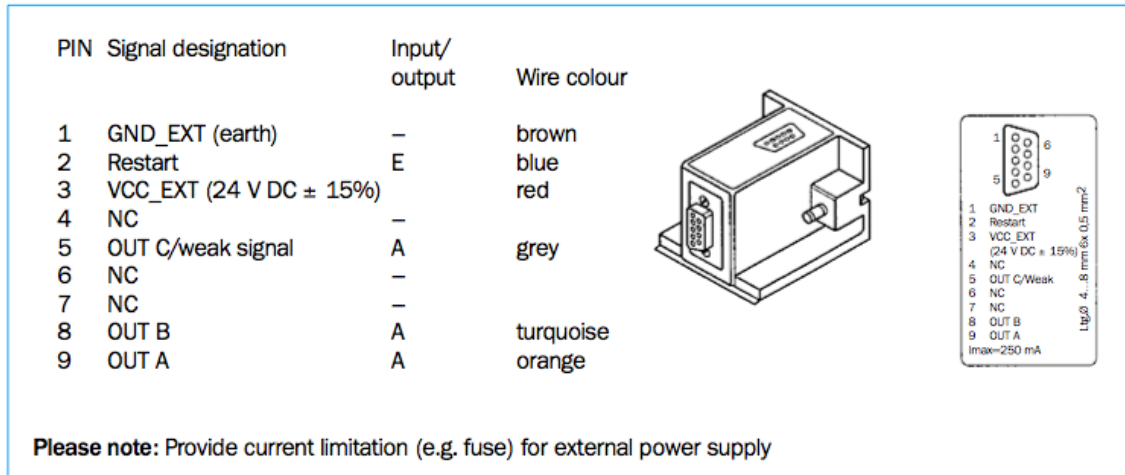 PIN Signal designation Input/ output Wire colour
1 GND_EXT (earth) – brown
2 Restart E blue
3 VCC_EXT (24 V DC ± 15%) red
4 NC –
5 OUT C/weak signal A grey
6 NC –
7 NC –
8 OUT B A turquoise
9 OUT A A orange
1
6
5
9
1 GND_EXT
2 Restart
3 VCC_EXT
(24 V DC ± 15%)
4 NC
5 OUT C/Weak
6 NC
7 NC
8 OUT B
9 OUT A
Imax=250 mA
Ltg.Ø 4...8 mm 6x 0,5 mm²
Please note: Provide current limitation (e.g. fuse) for external power supply